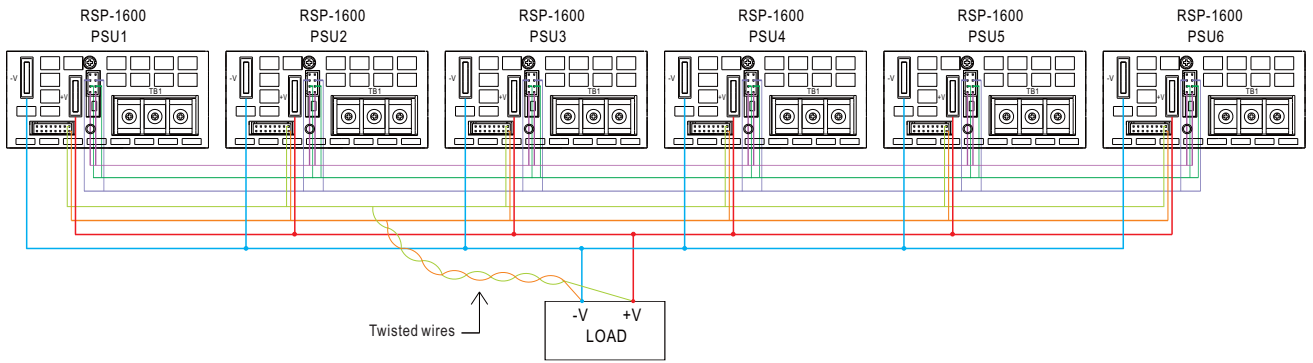 RSP-1600 RSP-1600 RSP-1600 RSP-1600 RSP-1600 RSP-1600
PSU1 PSU2 PSU3 PSU4 PSU5 PSU6
-V +V TB1 -V +V TB1 -V +V TB1 -V +V TB1 -V +V TB1 -V +V TB1
-V +V
Twisted wires LOAD